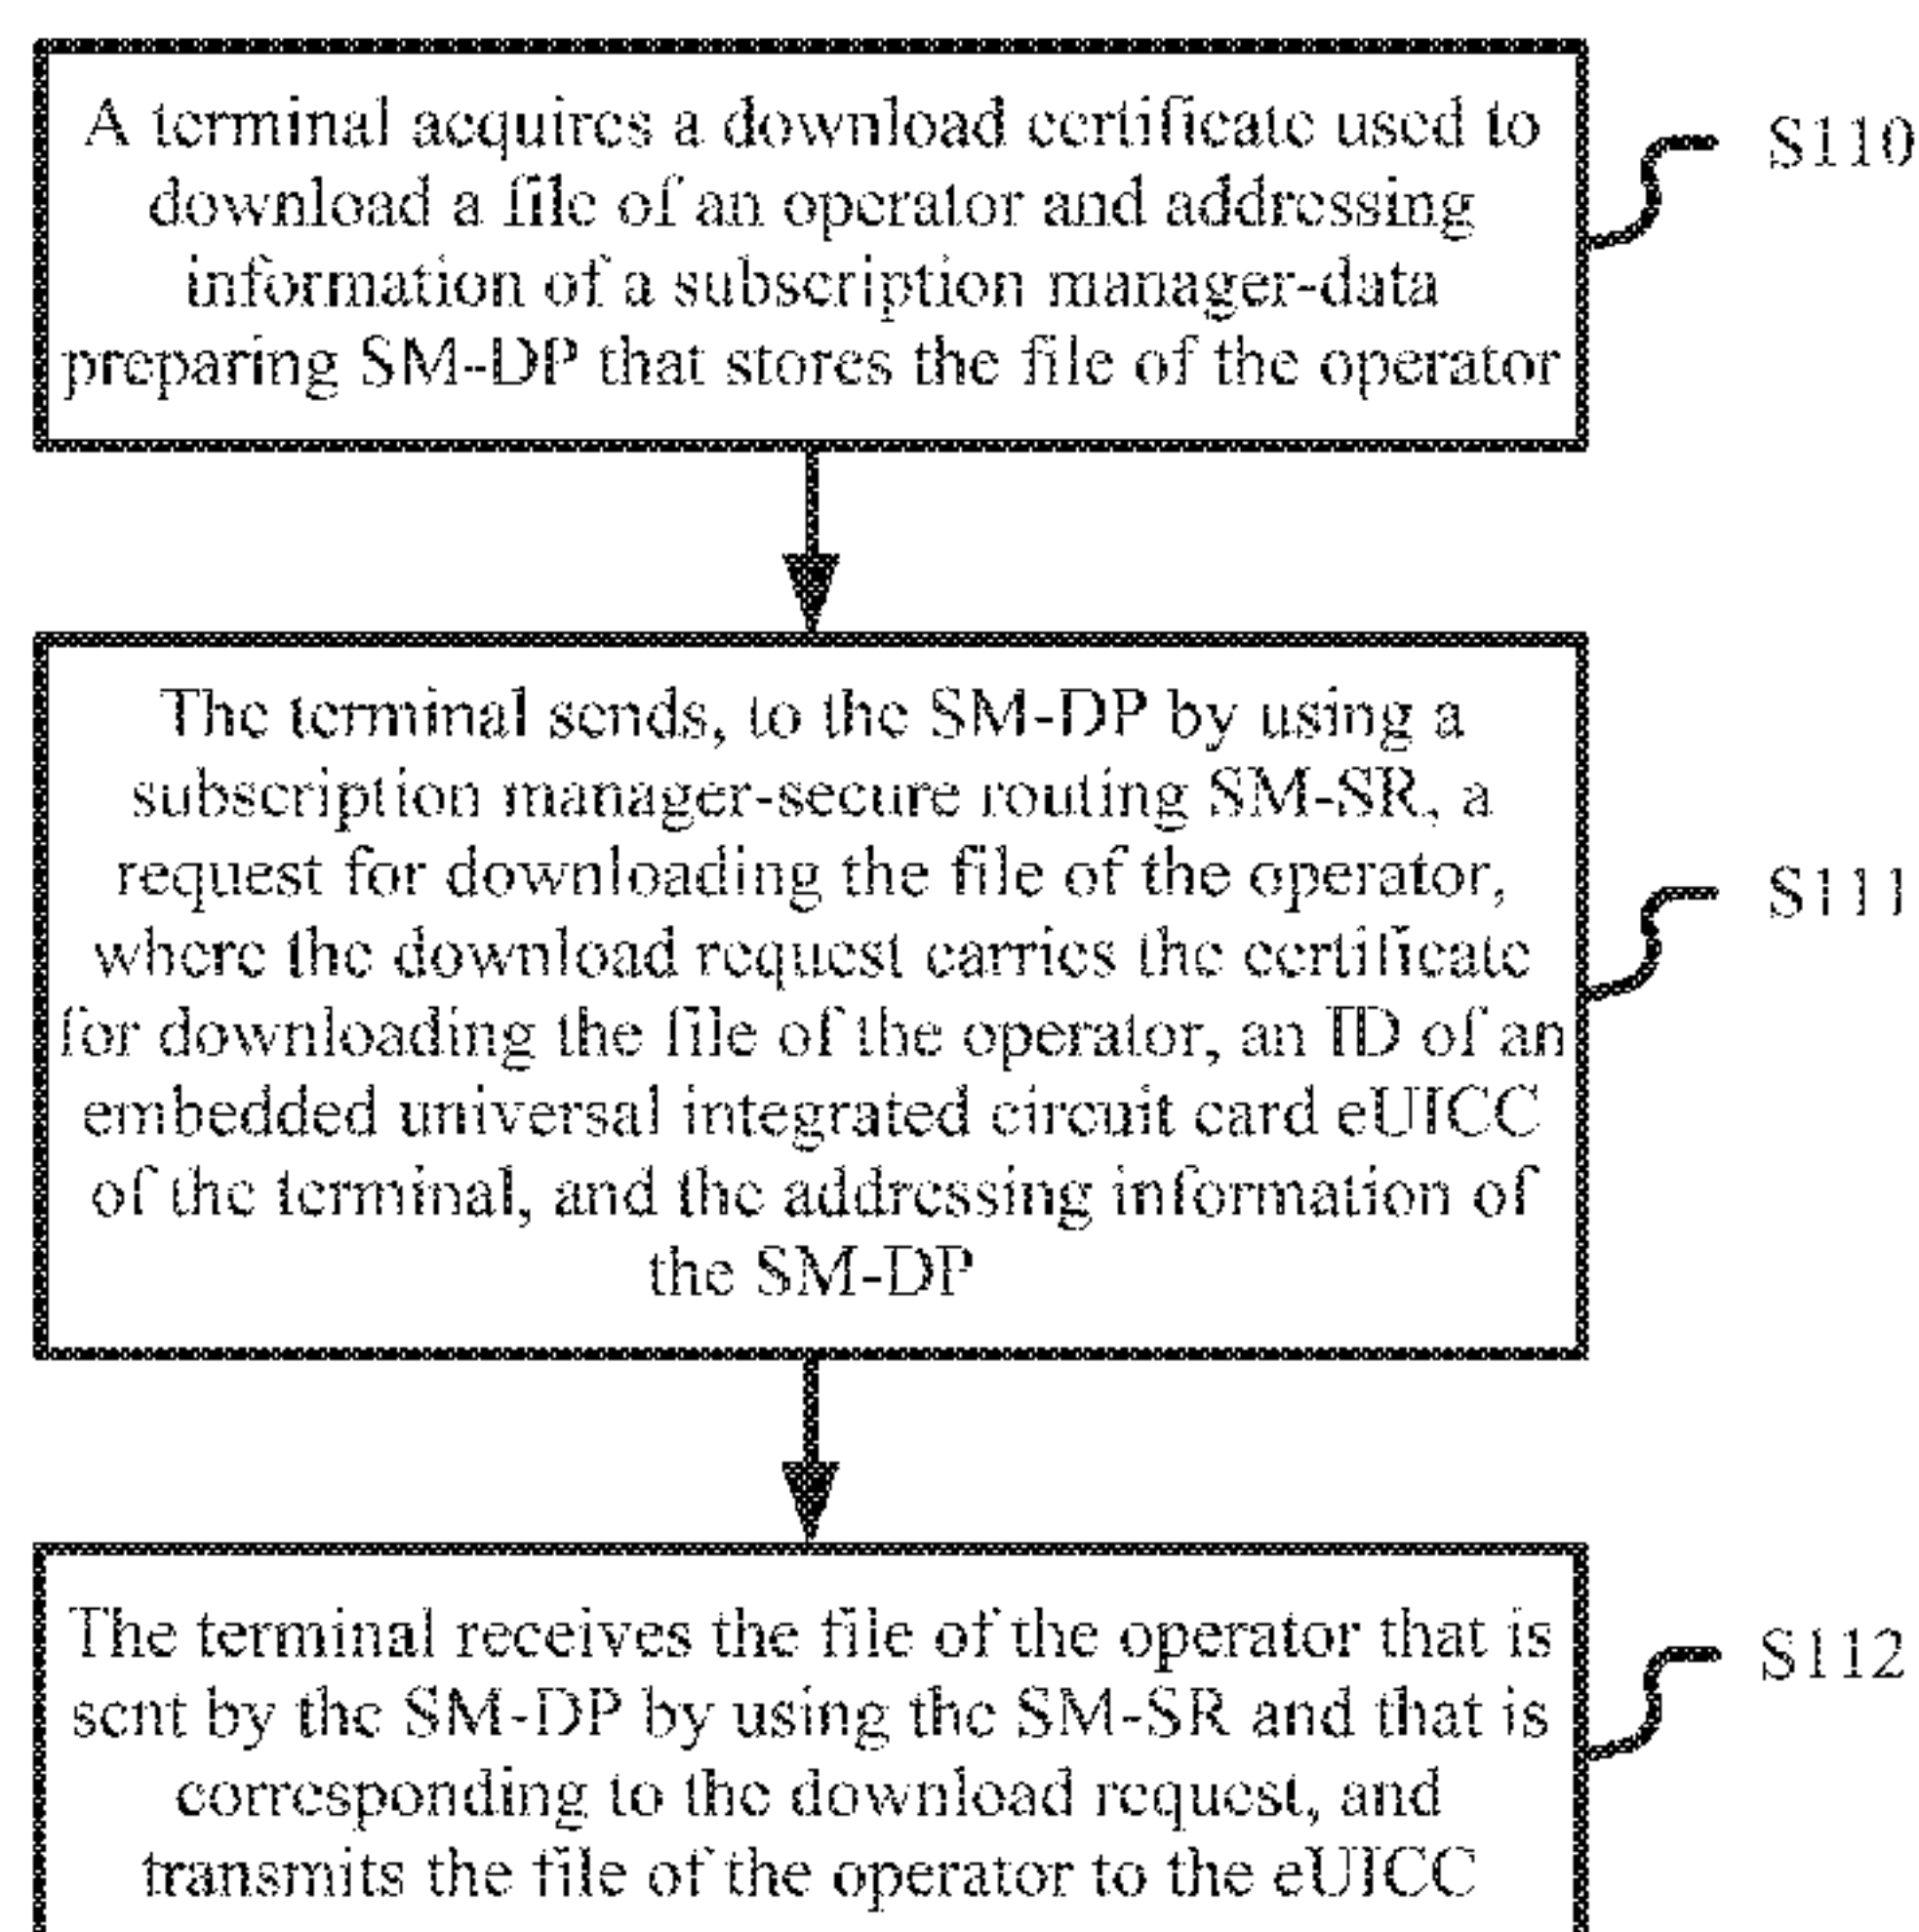 A terminal acquires a download certificate used to
download a file of an operator and addressing
information of a subscription manager-data
preparing SM-DP that stores the file of the operator
S110
The terminal sends, to the SM-DP by using a
subscription manager-secure routing SM-SR, a
request for downloading the file of the operator,
where the download request carries the certificate
for downloading the file of the operator, an ID of an
embedded universal integrated circuit card eUICC
of the terminal, and the addressing information of
the SM-DP
S111
The terminal receives the file of the operator that is
sent by the SM-DP by using the SM-SR and that is
corresponding to the download request, and
transmits the file of the operator to the eUICC
S112